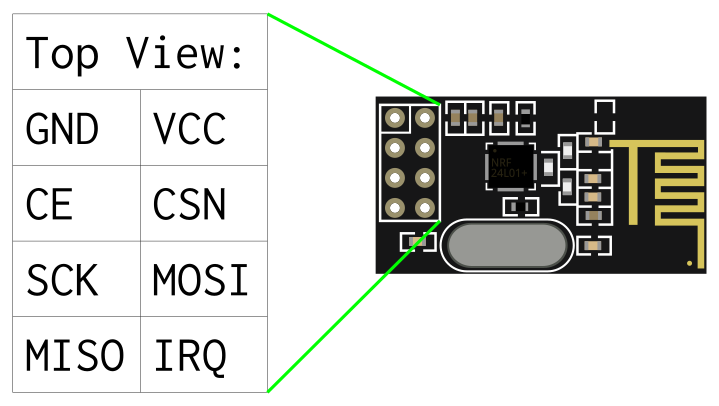 Top View:
GND VCC
CE CSN
SCK MOSI
MISO IRQ
NRF
24L01+